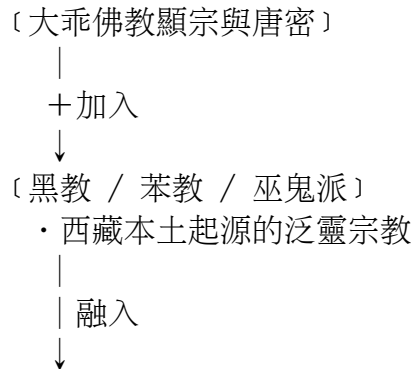 〔大乖佛教顯宗與唐密〕
｜
＋加入
↓
〔黑教 / 苯教 / 巫鬼派〕
・西藏本土起源的泛靈宗教
｜
｜融入
↓